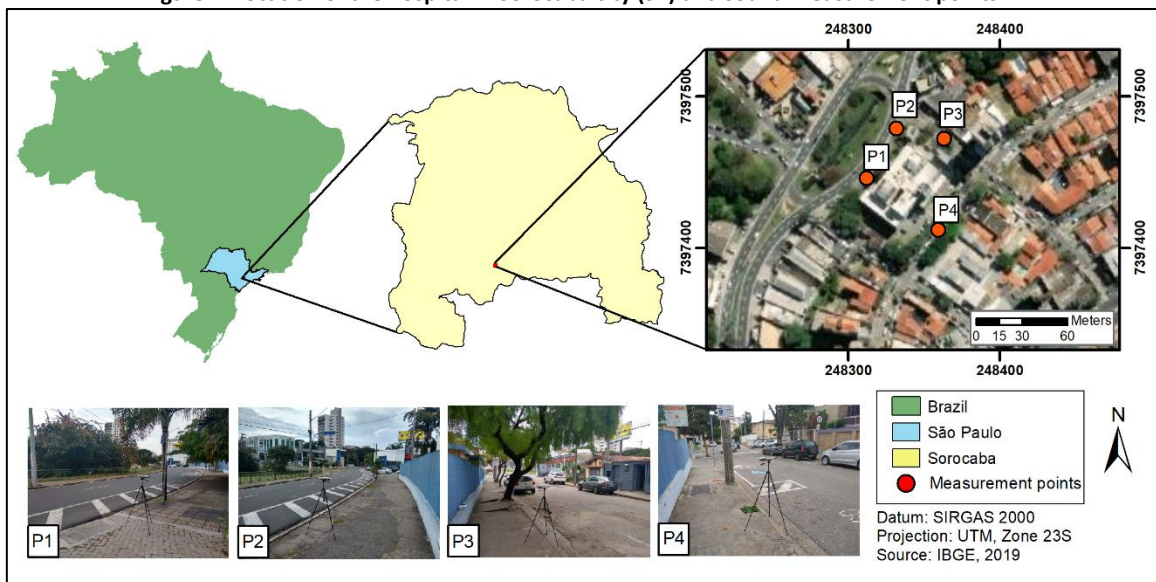 248300
248400
7397500
7397400
P2
P3
P1
P4
Meters
0 15 30 60
7397500
7397400
248300
248400
P1
P2
P3
P4
Brazil
São Paulo
Sorocaba
Measurement points
N
Datum: SIRGAS 2000
Projection: UTM, Zone 23S
Source: IBGE, 2019